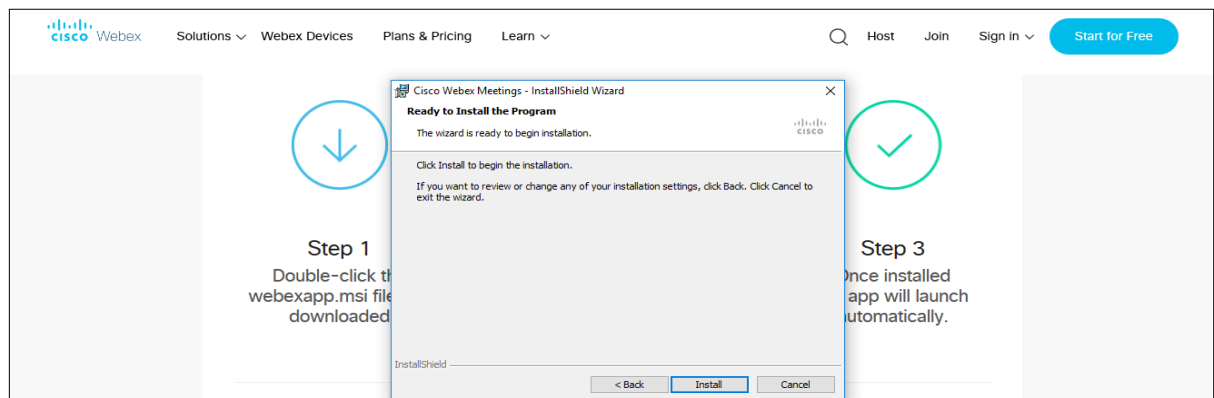 CISCO Webex Solutions Webex Devices Plans & Pricing Learn Host Join Sign in Start for Free
Cisco Webex Meetings - InstallShield Wizard
Ready to Install the Program
The wizard is ready to begin installation.
CISCO
Click Install to begin the installation.
If you want to review or change any of your installation settings, click Back. Click Cancel to
exit the wizard.
InstallShield
< Back Install Cancel
Step 1
Double-click
webexapp.msi
downloaded
Step 3
installed
app will launch